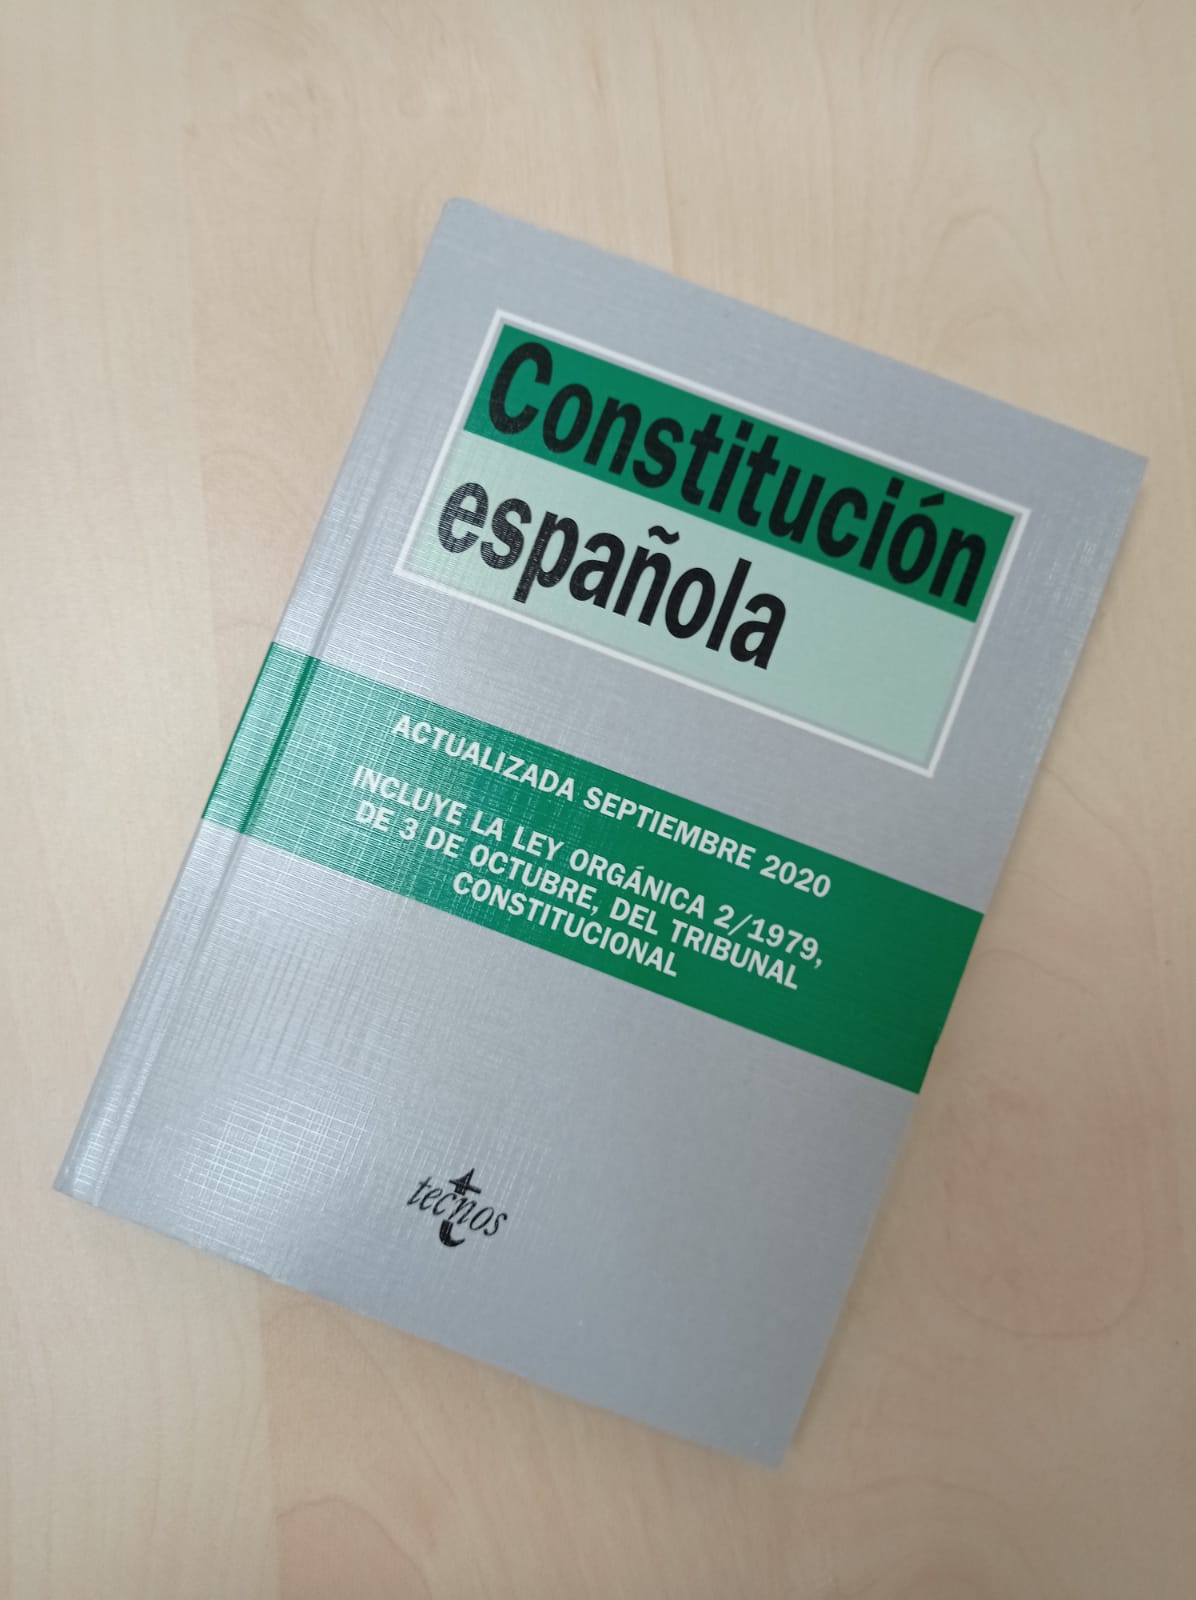 Constitución
española
ACTUALIZADA SEPTIEMBRE 2020
INCLUYE LA LEY ORGÁNICA 2/1979,
DE 3 DE OCTUBRE, DEL TRIBUNAL
CONSTITUCIONAL
tecnos